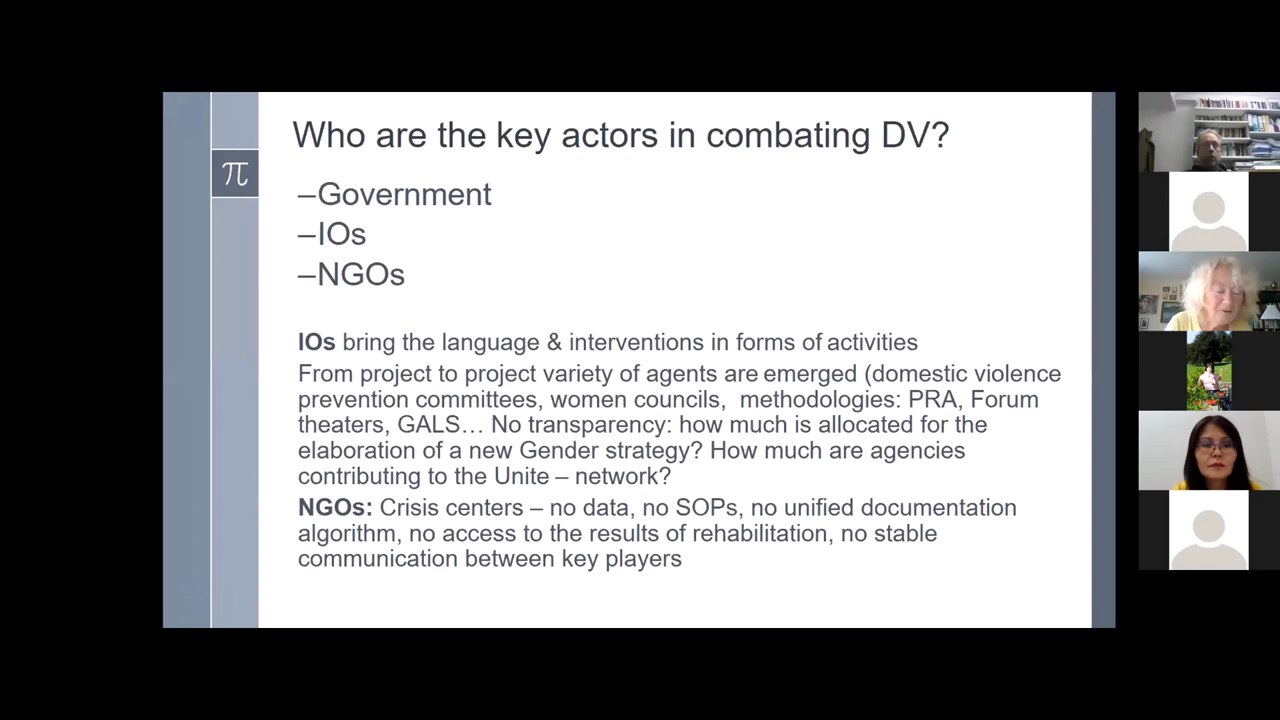 Who are the key actors in combating DV?
π
–Government
–IOs
–NGOs
IOs bring the language & interventions in forms of activities
From project to project variety of agents are emerged (domestic violence
prevention committees, women councils, methodologies: PRA, Forum
theaters, GALS… No transparency: how much is allocated for the
elaboration of a new Gender strategy? How much are agencies
contributing to the Unite – network?
NGOs: Crisis centers – no data, no SOPs, no unified documentation
algorithm, no access to the results of rehabilitation, no stable
communication between key players